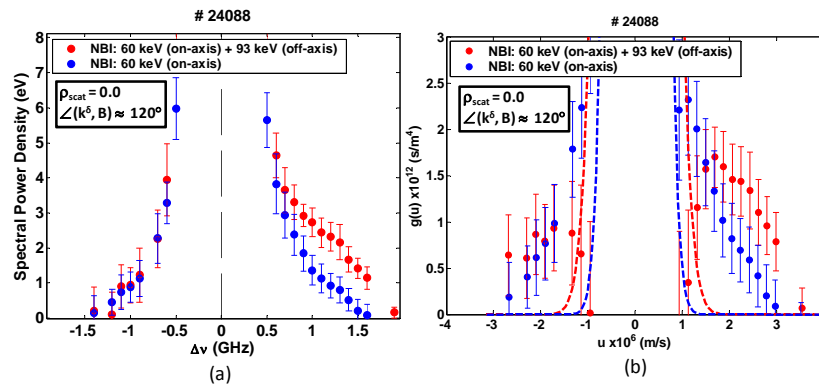 # 24088
NBI: 60 keV (on-axis) + 93 keV (off-axis)
NBI: 60 keV (on-axis)
ρscat = 0.0
∠(kδ, B) ≈ 120º
Spectral Power Density (eV)
8
7
6
5
4
3
2
1
0
-1.5 -1 -0.5 0 0.5 1 1.5
Δν (GHz)
(a)
# 24088
NBI: 60 keV (on-axis) + 93 keV (off-axis)
NBI: 60 keV (on-axis)
ρscat = 0.0
∠(kδ, B) ≈ 120º
g(u) x10¹² (s/m⁴)
3
2.5
2
1.5
1
0.5
0
-4 -3 -2 -1 0 1 2 3 4
u x10⁶ (m/s)
(b)